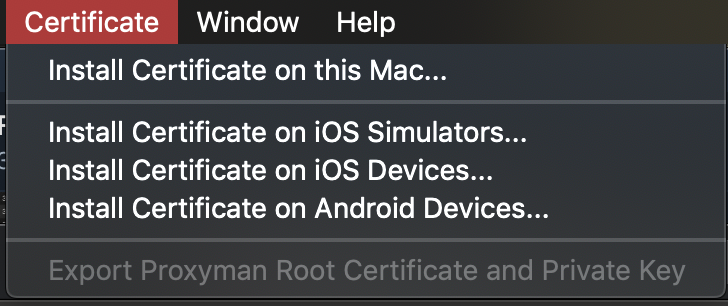 Certificate Window Help
Install Certificate on this Mac...
Install Certificate on iOS Simulators...
Install Certificate on iOS Devices...
Install Certificate on Android Devices...
Export Proxyman Root Certificate and Private Key